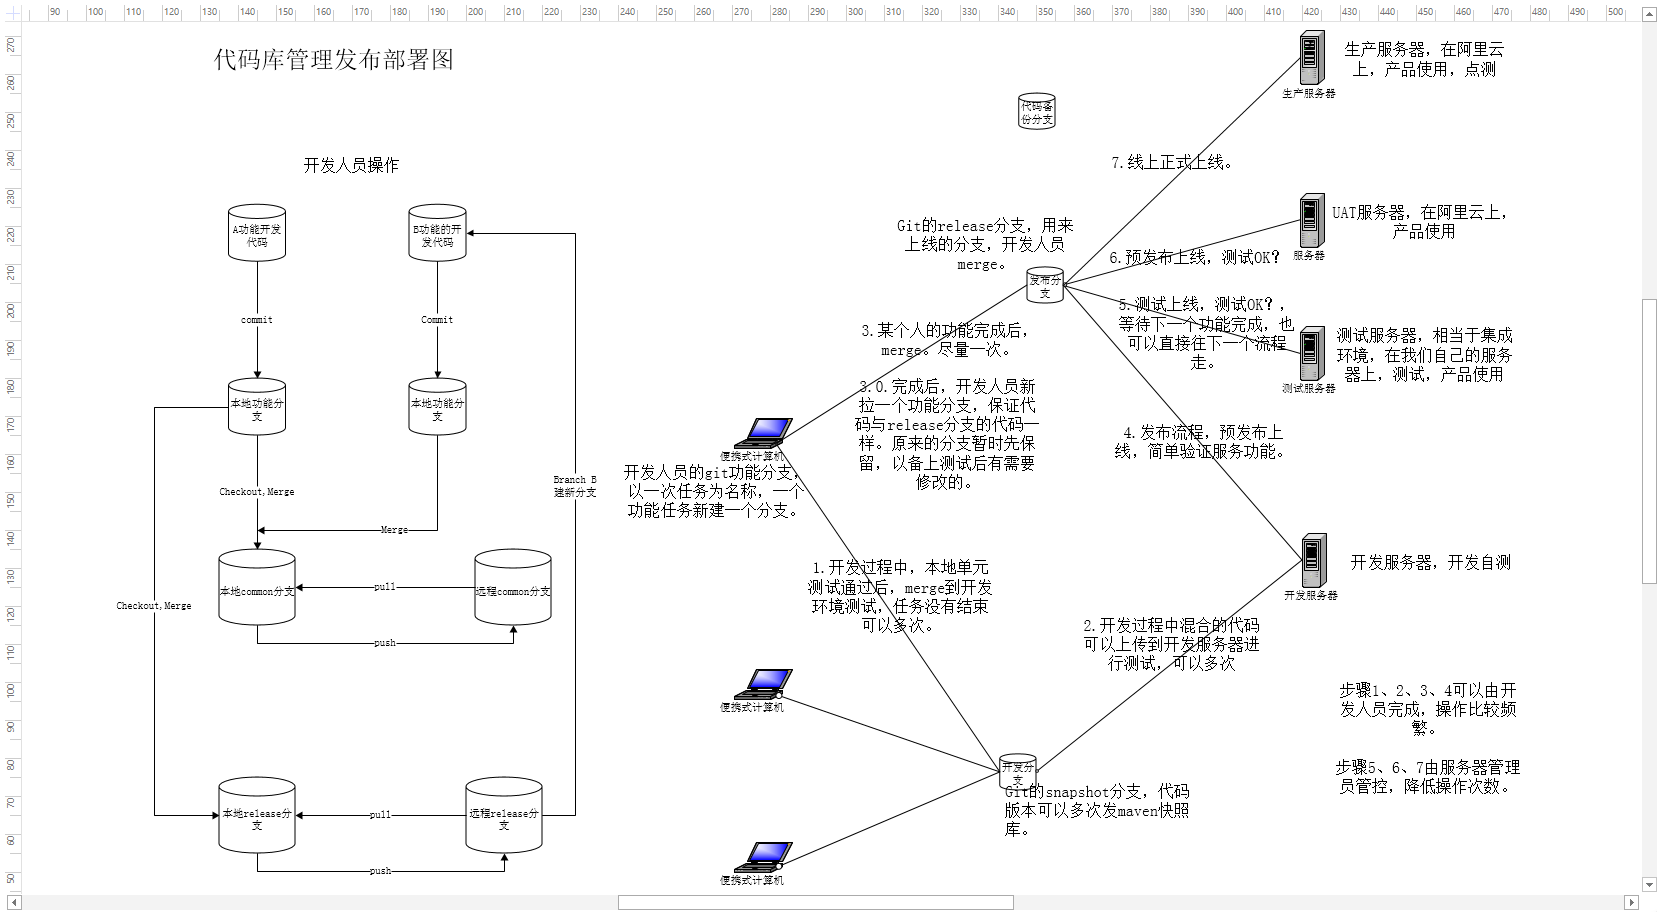 90 100 110 120 130 140 150 160 170 180 190 200 210 220 230 240 250 260 270 280 290 300 310 320 330 340 350 360 370 380 390 400 410 420 430 440 450 460 470 480 490 500
270
260
250
240
230
220
210
200
190
180
170
160
150
140
130
120
110
100
90
80
70
60
50
代码库管理发布部署图
开发人员操作
A功能开发
代码
B功能的开
发代码
commit
Commit
本地功能分
支
本地功能分
支
Checkout,Merge
Branch B
建新分支
Merge
本地common分支
pull
远程common分支
Checkout,Merge
push
本地release分
支
pull
远程release分
支
push
代码备
份分支
生产服务器
生产服务器，在阿里云
上，产品使用，点测
7.线上正式上线。
Git的release分支，用来
上线的分支，开发人员
merge。
发布分
支
服务器
UAT服务器，在阿里云上，
产品使用
6.预发布上线，测试OK？
5.测试上线，测试OK？，
等待下一个功能完成，也
可以直接往下一个流程
走。
测试服务器
测试服务器，相当于集成
环境，在我们自己的服务
器上，测试，产品使用
3.某个人的功能完成后，
merge。尽量一次。
3.0.完成后，开发人员新
拉一个功能分支，保证代
码与release分支的代码一
样。原来的分支暂时先保
留，以备上测试后有需要
修改的。
4.发布流程，预发布上
线，简单验证服务功能。
便携式计算机
开发人员的git功能分支，
以一次任务为名称，一个
功能任务新建一个分支。
1.开发过程中，本地单元
测试通过后，merge到开发
环境测试，任务没有结束
可以多次。
开发服务器
开发服务器，开发自测
2.开发过程中混合的代码
可以上传到开发服务器进
行测试，可以多次
便携式计算机
步骤1、2、3、4可以由开
发人员完成，操作比较频
繁。
步骤5、6、7由服务器管理
员管控，降低操作次数。
开发分
支
Git的snapshot分支，代码
版本可以多次发maven快照
库。
便携式计算机